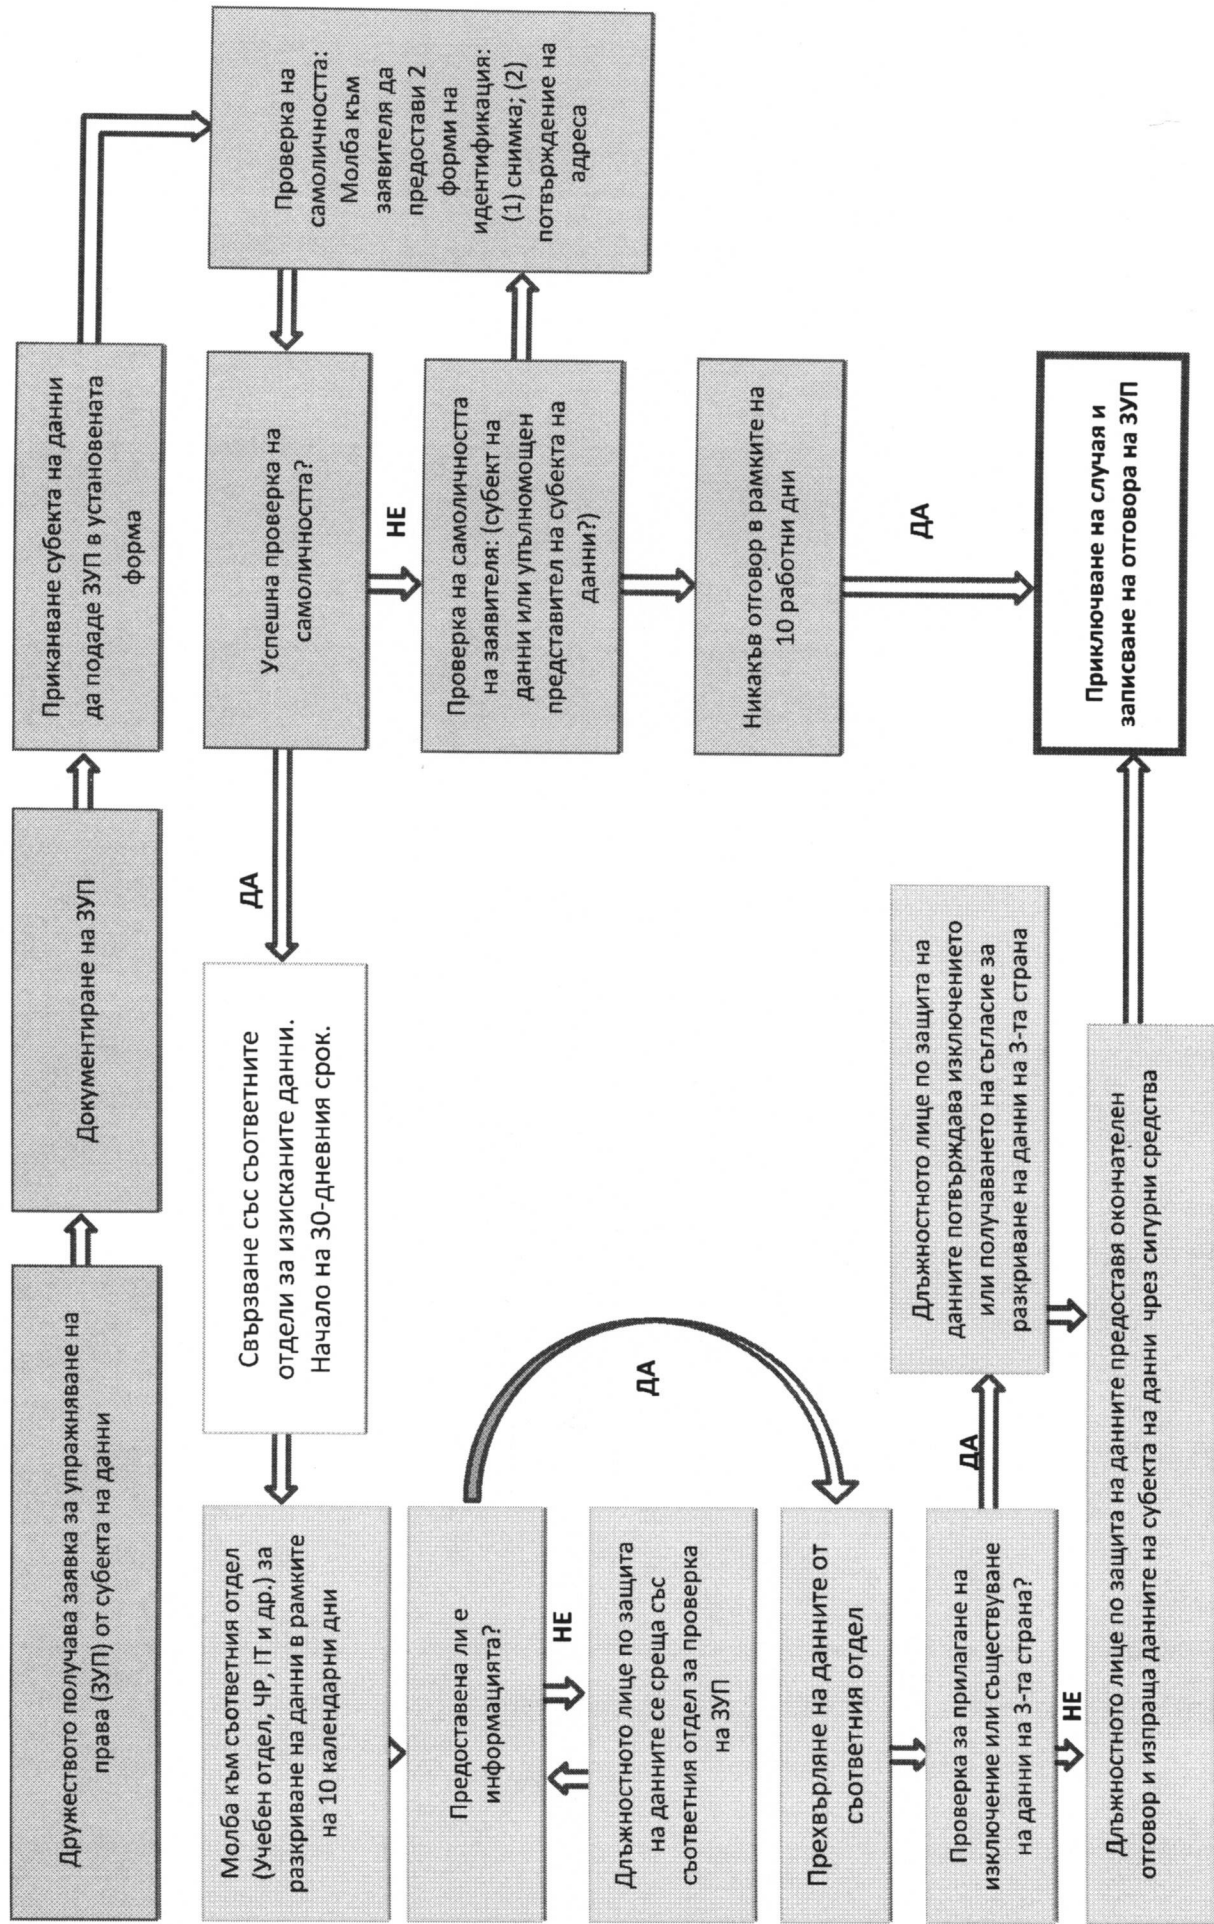 Дружеството получава заявка за упражняване на
права (ЗУП) от субекта на данни
Документиране на ЗУП
Приканване субекта на данни
да подаде ЗУП в установената
форма
Проверка на
самоличността:
Молба към
заявителя да
предостави 2
форми на
идентификация:
(1) снимка; (2)
потвърждение на
адреса
Успешна проверка на
самоличността?
ДА
НЕ
Свързване със съответните
отдели за изисканите данни.
Начало на 30-дневния срок.
Молба към съответния отдел
(Учебен отдел, ЧР, IT и др.) за
разкриване на данни в рамките
на 10 календарни дни
Проверка на самоличността
на заявителя: (субект на
данни или упълномощен
представител на субекта на
данни?)
Предоставена ли е
информацията?
НЕ
ДА
Длъжностното лице по защита
на данните се среща със
съответния отдел за проверка
на ЗУП
Никакъв отговор в рамките на
10 работни дни
ДА
Прехвърляне на данните от
съответния отдел
Проверка за прилагане на
изключение или съществуване
на данни на 3-та страна?
ДА
НЕ
Длъжностното лице по защита на
данните потвърждава изключението
или получаването на съгласие за
разкриване на данни на 3-та страна
Длъжностното лице по защита на данните предоставя окончателен
отговор и изпраща данните на субекта на данни чрез сигурни средства
Приключване на случая и
записване на отговора на ЗУП